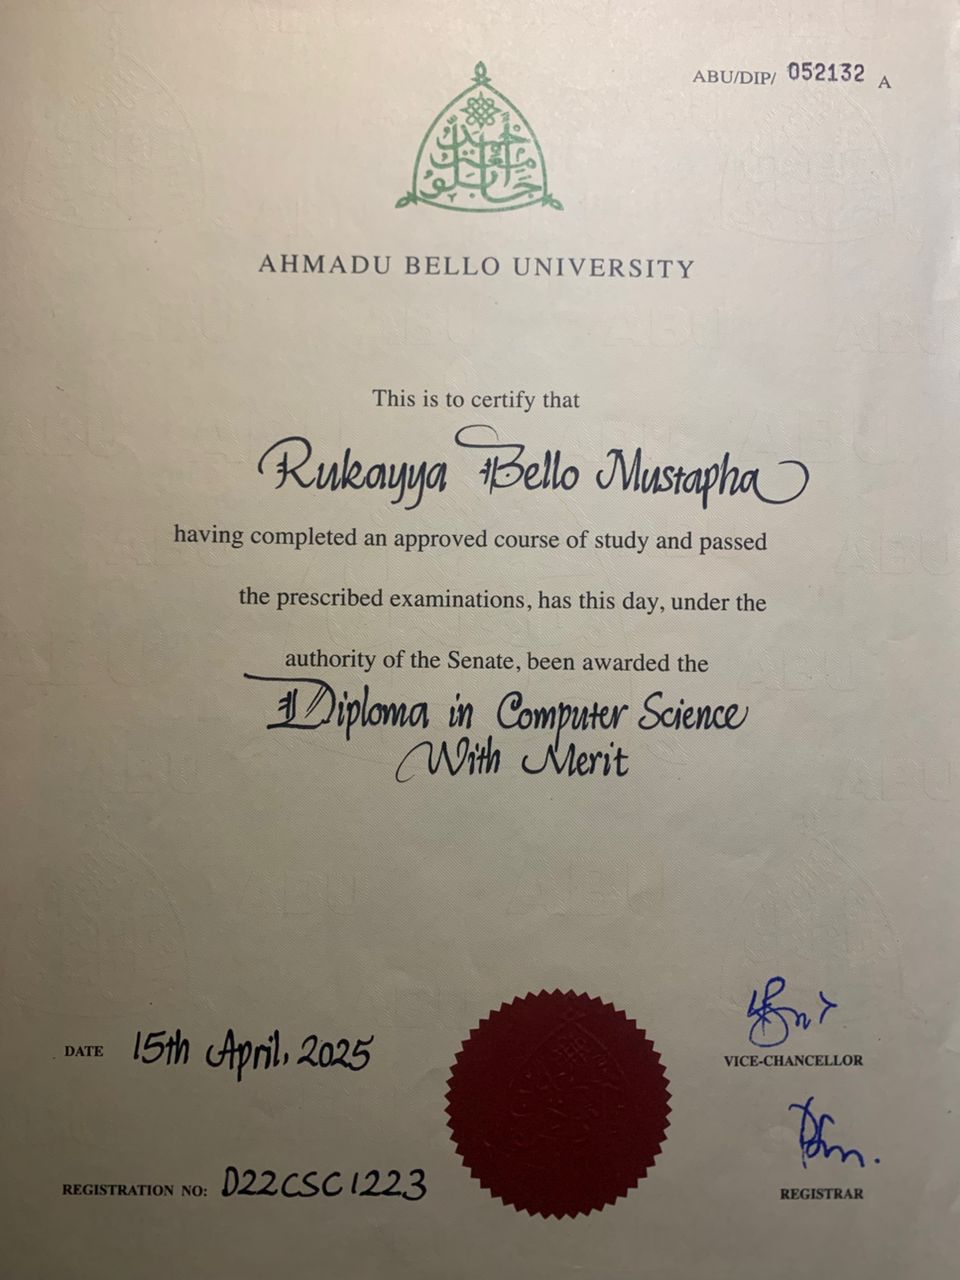 ABU/DIP/ 052132 A
AHMADU BELLO UNIVERSITY
This is to certify that
Rukayya Bello Mustapha
having completed an approved course of study and passed
the prescribed examinations, has this day, under the
authority of the Senate, been awarded the
Diploma in Computer Science
With Merit
DATE 15th April, 2025
VICE-CHANCELLOR
REGISTRATION NO: D22CSC1223
REGISTRAR